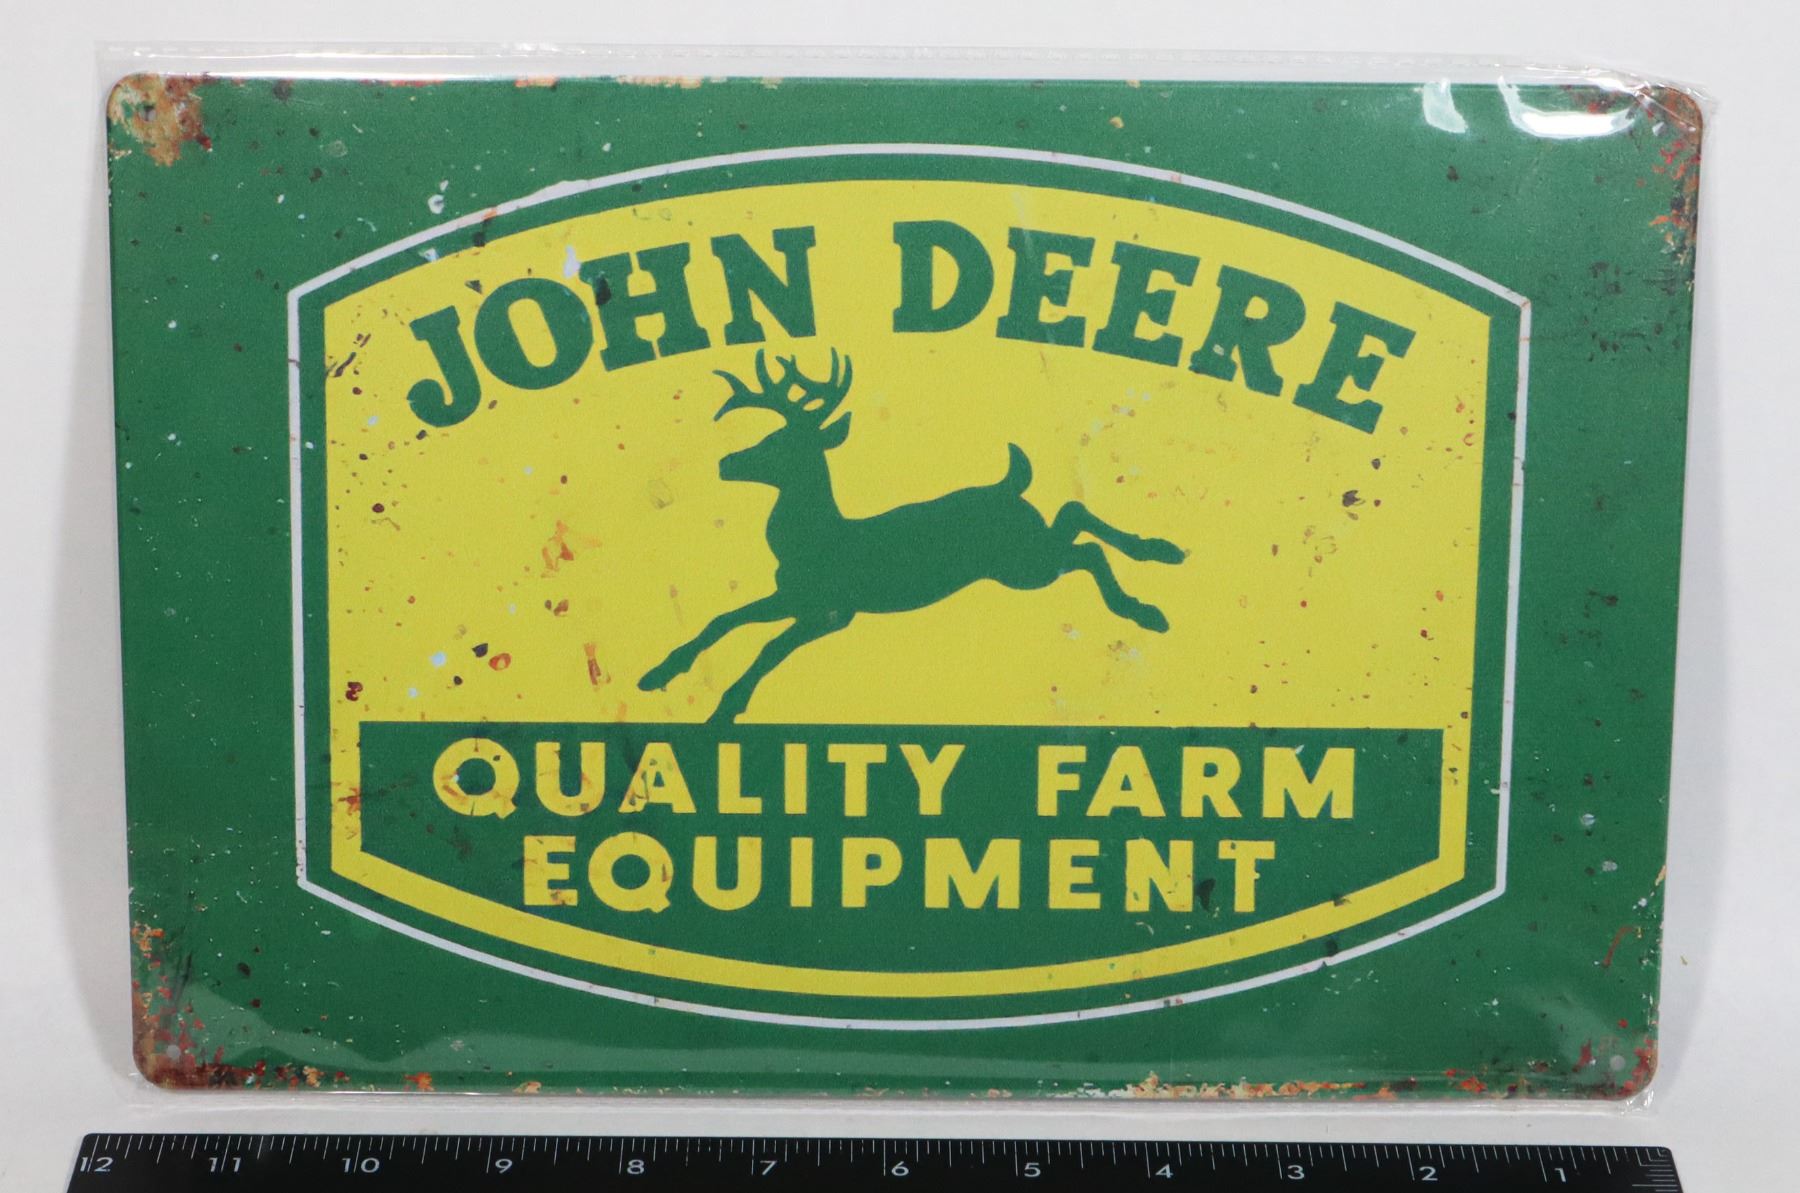 JOHN DEERE
QUALITY FARM
EQUIPMENT
12 11 10 9 8 7 6 5 4 3 2 1